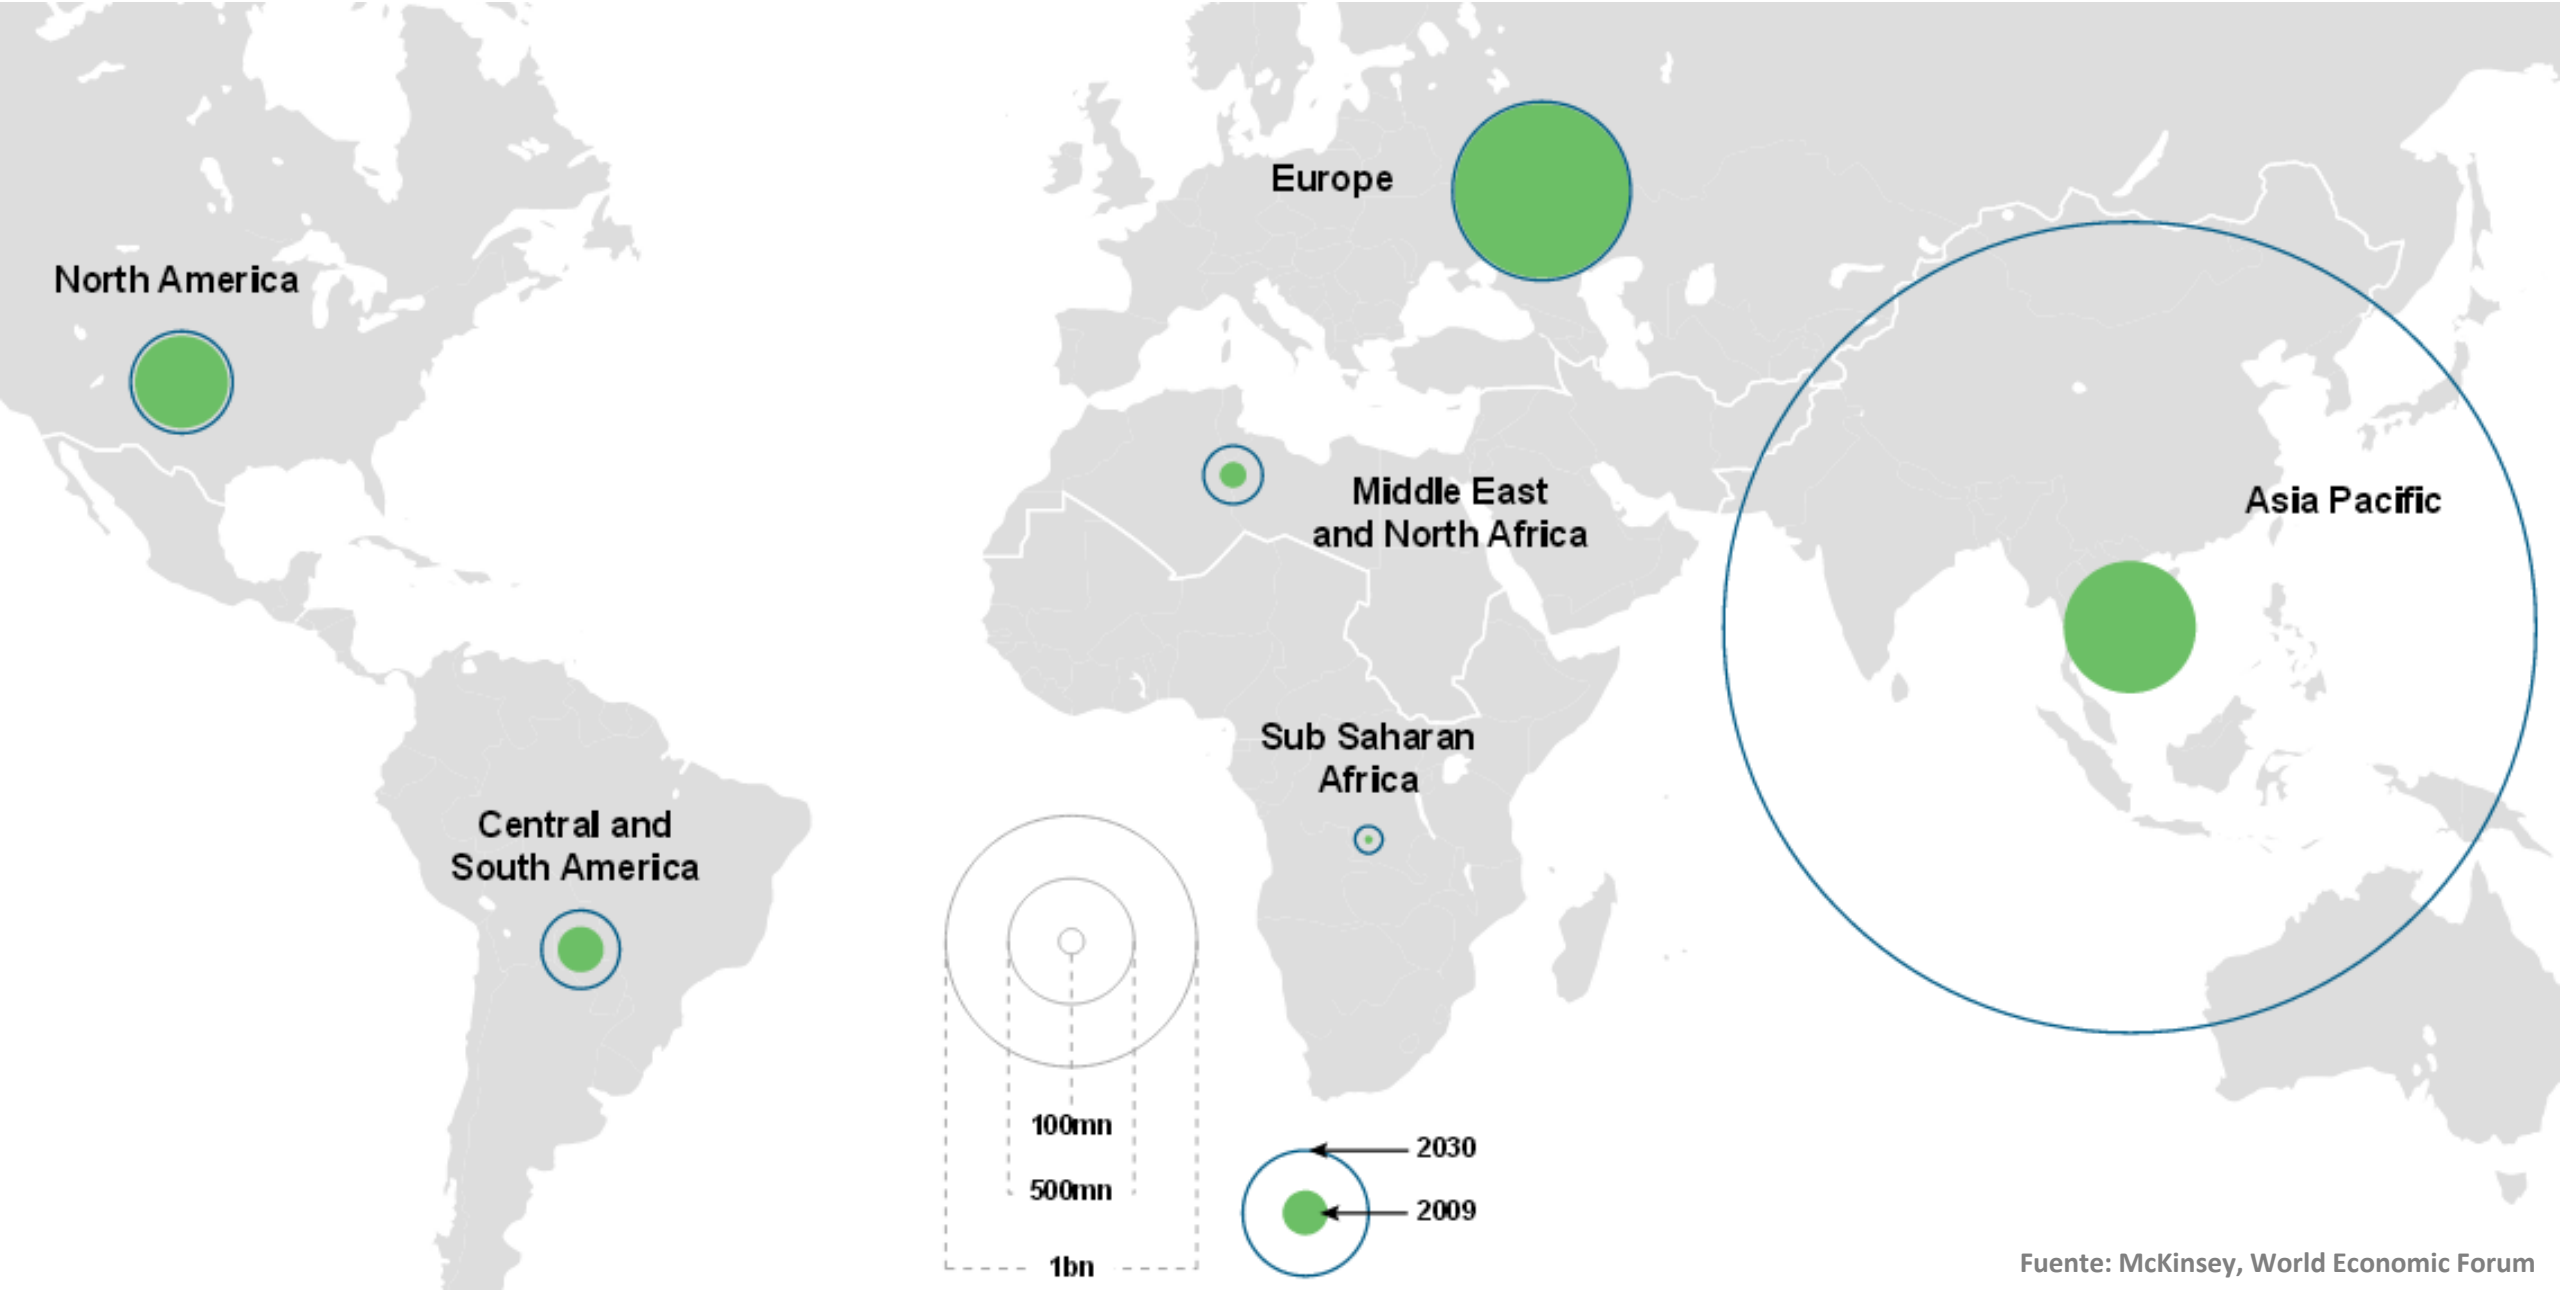 Europe
North America
Middle East
and North Africa
Asia Pacific
Sub Saharan
Africa
Central and
South America
100mn
500mn
1bn
2030
2009
Fuente: McKinsey, World Economic Forum